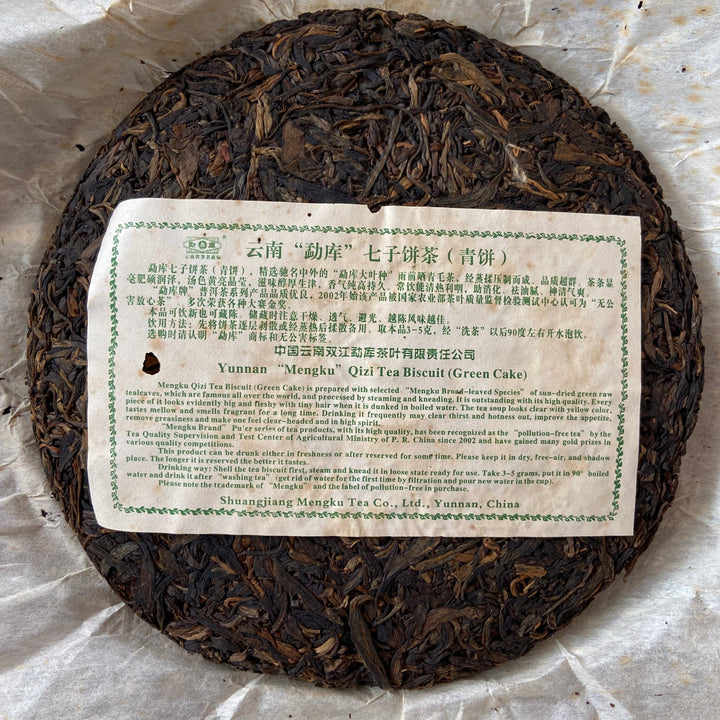 云南“勐库”七子饼茶（青饼）
勐库七子饼茶（青饼），精选驰名中外的“勐库大叶种”雨前晒青毛茶，经蒸揉压制而成，品质超群，茶条显
毫肥硕润泽，汤色黄亮晶莹，滋味醇厚生津，香气纯高持久，常饮能清热利咽，助消化，祛油腻，神清气爽。
“勐库牌”普洱茶系列产品品质优良，2002年始该产品被国家农业部茶叶质量监督检验测试中心认可为“无公
害放心茶”，多次荣获各种大赛金奖。
本品可饮新也可藏陈，储藏时注意干燥、透气、避光，越陈风味越佳。
饮用方法：先将饼茶逐层剥散或经蒸热后揉散备用。取本品3-5克，经“洗茶”以后90度左右开水泡饮。
选购时请认明“勐库”商标和无公害标签。
中国云南双江勐库茶叶有限责任公司
Yunnan “Mengku” Qizi Tea Biscuit (Green Cake)
Mengku Qizi Tea Biscuit (Green Cake) is prepared with selected “Mengku Broad-leaved Species” of sun-dried green raw
tealeaves, which are famous all over the world, and processed by steaming and kneading. It is outstanding with its high quality. Every
piece of it looks evidently big and fleshy with tiny hair when it is dunked in boiled water. The tea soup looks clear with yellow color,
tastes mellow and smells fragrant for a long time. Drinking it frequently may clear thirst and hotness out, improve the appetite,
remove greasiness and make one feel clear-headed and in high spirit.
“Mengku Brand” Pu'er series of tea products, with its high quality, has been recognized as the “pollution-free tea” by the
Tea Quality Supervision and Test Center of Agricultural Ministry of P. R. China since 2002 and have gained many gold prizes in
various quality competitions.
This product can be drunk either in freshness or after reserved for some time. Please keep it in dry, free-air, and shadow
place. The longer it is reserved the better it tastes.
Drinking way: Shell the tea biscuit first, steam and knead it in loose state ready for use. Take 3-5 grams, put it in 90° boiled
water and drink it after “washing tea” (get rid of water for the first time by filtration and pour new water in the cup).
Please note the trademark of “Mengku” and the label of pollution-free in purchase.
Shuangjiang Mengku Tea Co., Ltd., Yunnan, China